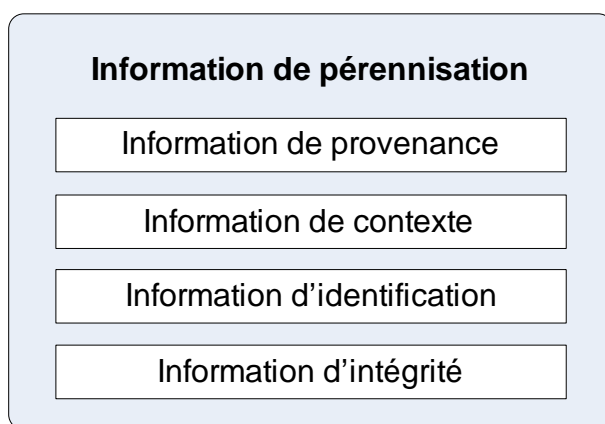 Information de pérennisation
Information de provenance
Information de contexte
Information d’identification
Information d’intégrité